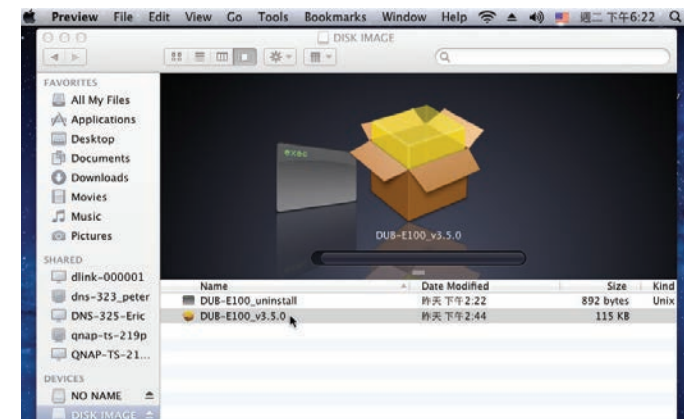 Preview File Edit View Go Tools Bookmarks Window Help 週二 下午6:22
DISK IMAGE
FAVORITES
All My Files
Applications
Desktop
Documents
Downloads
Movies
Music
Pictures
SHARED
dlink-000001
dns-323_peter
DNS-325-Eric
qnap-ts-219p
QNAP-TS-21...
DEVICES
NO NAME
DISK IMAGE
exec
DUB-E100_v3.5.0
Name Date Modified Size Kind
DUB-E100_uninstall 昨天 下午2:22 892 bytes Unix
DUB-E100_v3.5.0 昨天 下午2:44 115 KB